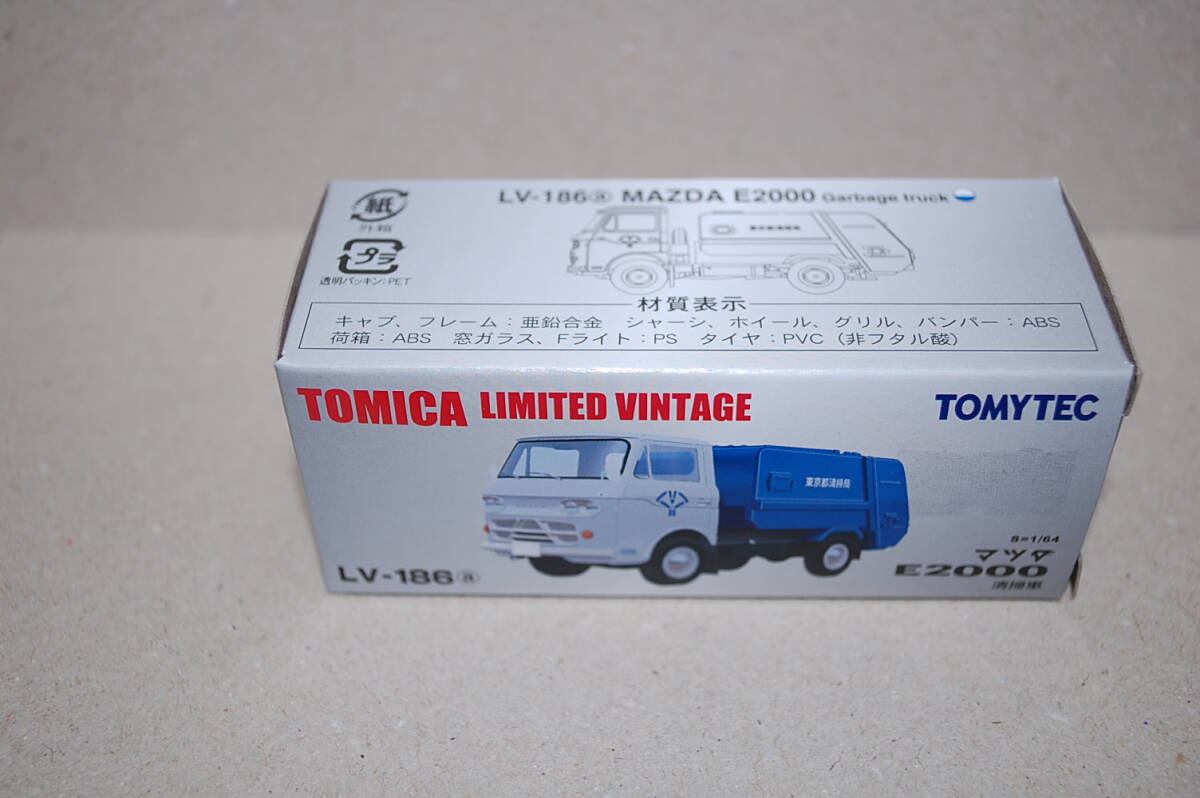 LV-186ⓐ MAZDA E2000 Garbage truck
紙
外箱
プラ
透明パッキン:PET
材質表示
キャブ、フレーム:亜鉛合金 シャーシ、ホイール、グリル、バンパー:ABS
荷箱:ABS 窓ガラス、Fライト:PS タイヤ:PVC(非フタル酸)
TOMICA LIMITED VINTAGE
TOMYTEC
東京都清掃局
S=1/64
マツダ
E2000
清掃車
LV-186ⓐ